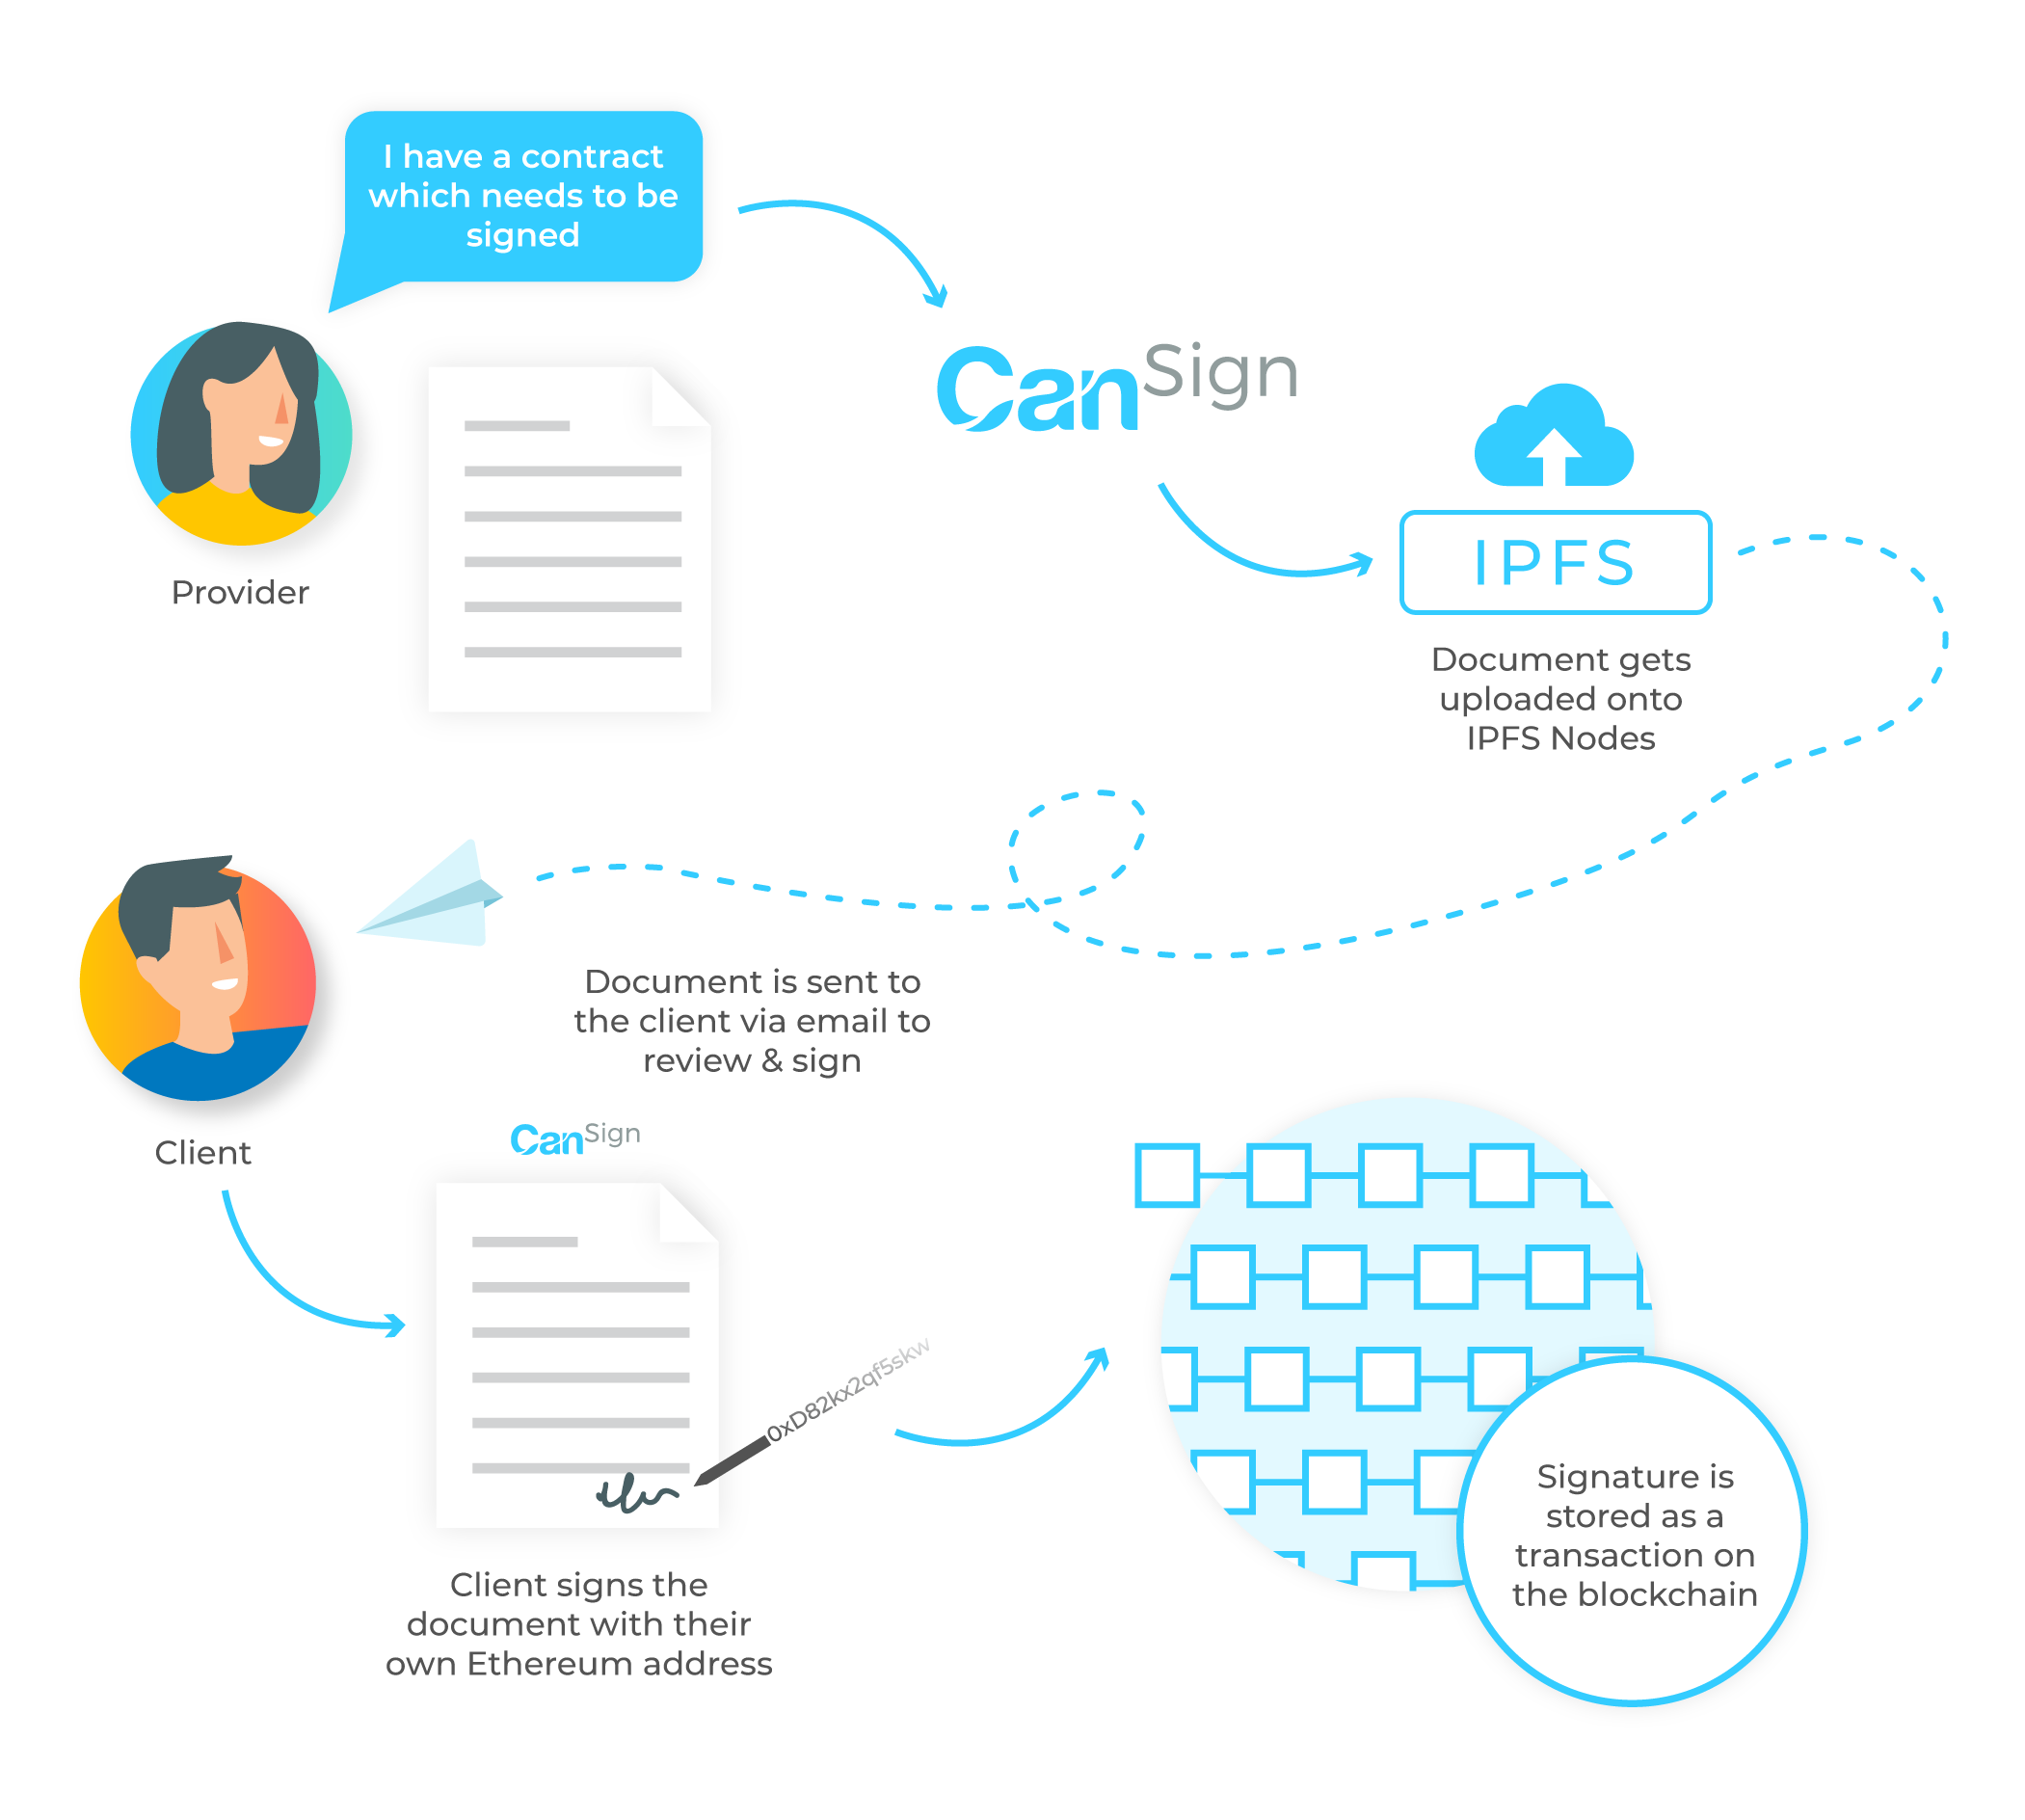 I have a contract
which needs to be
signed
CanSign
IPFS
Provider
Document gets
uploaded onto
IPFS Nodes
Document is sent to
the client via email to
review & sign
Client
CanSign
0xD82kx2qf5skw
Signature is
stored as a
transaction on
the blockchain
Client signs the
document with their
own Ethereum address